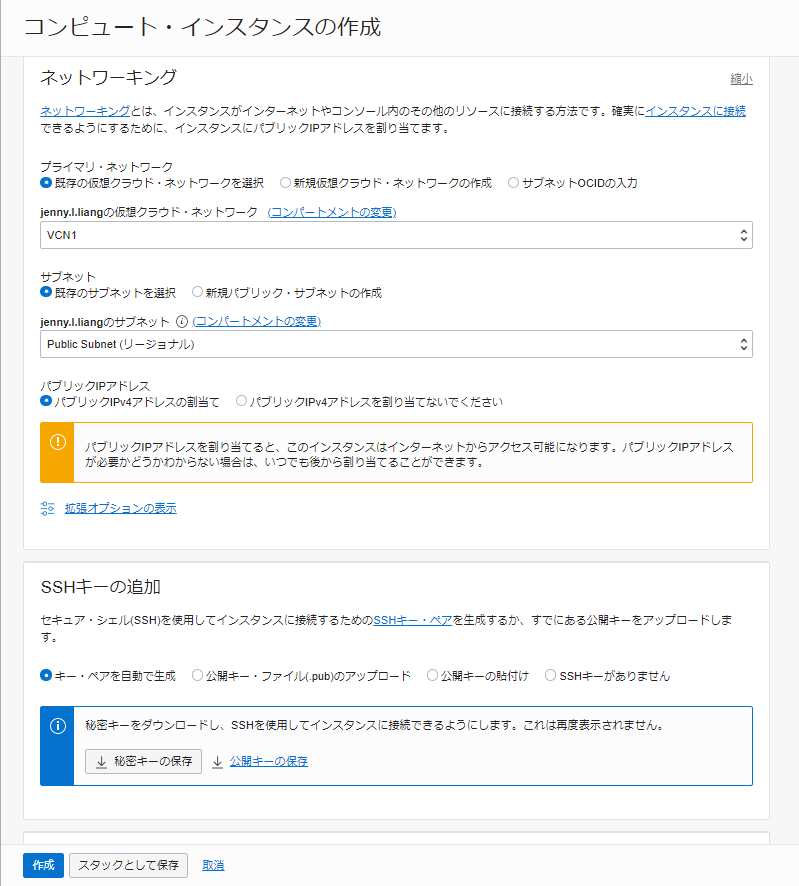 コンピュート・インスタンスの作成
ネットワーキング
縮小
ネットワーキングとは、インスタンスがインターネットやコンソール内のその他のリソースに接続する方法です。確実にインスタンスに接続
できるようにするために、インスタンスにパブリックIPアドレスを割り当てます。
プライマリ・ネットワーク
既存の仮想クラウド・ネットワークを選択 新規仮想クラウド・ネットワークの作成 サブネットOCIDの入力
jenny.l.liangの仮想クラウド・ネットワーク (コンパートメントの変更)
VCN1
サブネット
既存のサブネットを選択 新規パブリック・サブネットの作成
jenny.l.liangのサブネット (コンパートメントの変更)
Public Subnet (リージョナル)
パブリックIPアドレス
パブリックIPv4アドレスの割当て パブリックIPv4アドレスを割り当てないでください
パブリックIPアドレスを割り当てると、このインスタンスはインターネットからアクセス可能になります。パブリックIPアドレス
が必要かどうかわからない場合は、いつでも後から割り当てることができます。
拡張オプションの表示
SSHキーの追加
セキュア・シェル(SSH)を使用してインスタンスに接続するためのSSHキー・ペアを生成するか、すでにある公開キーをアップロードしま
す。
キー・ペアを自動で生成 公開キー・ファイル(.pub)のアップロード 公開キーの貼付け SSHキーがありません
秘密キーをダウンロードし、SSHを使用してインスタンスに接続できるようにします。これは再度表示されません。
秘密キーの保存 公開キーの保存
作成 スタックとして保存 取消